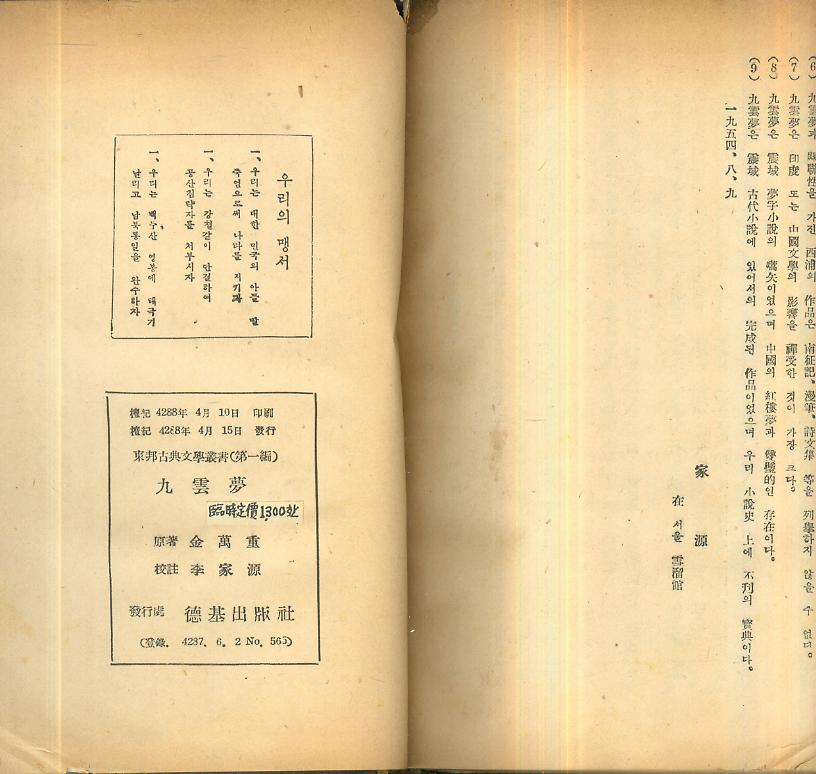 (6) 九雲夢과 關聯性을 가진 西浦의 作品은 南征記、漫筆、詩文集 等을 列擧하지 않을 수 없다。
(7) 九雲夢은 印度 또는 中國文學의 影響을 禪受한 것이 가장 크다。
(8) 九雲夢은 震域 夢字小說의 嚆矢이었으며 中國의 紅樓夢과 雙璧的인 存在이다。
(9) 九雲夢은 震域 古代小說에 있어서의 完成된 作品이었으며 우리 小說史 上에 不刊의 寶典이다。
一九五四、八、九
家 源
在 서울 雪溜館
우리의 맹서
一、우리는 대한 민국의 아들 딸
죽엄으로써 나라를 지키자
一、우리는 강철같이 단결하여
공산침략자를 처부시자
一、우리는 백두산 영봉에 태극기
날리고 남북통일을 완수하자
檀紀 4288年 4月 10日 印刷
檀紀 4288年 4月 15日 發行
東邦古典文學叢書(第一編)
九雲夢
臨時定價1,300환
原著 金萬重
校註 李家源
發行處 德基出版社
(登錄. 4287. 6. 2 No. 565)